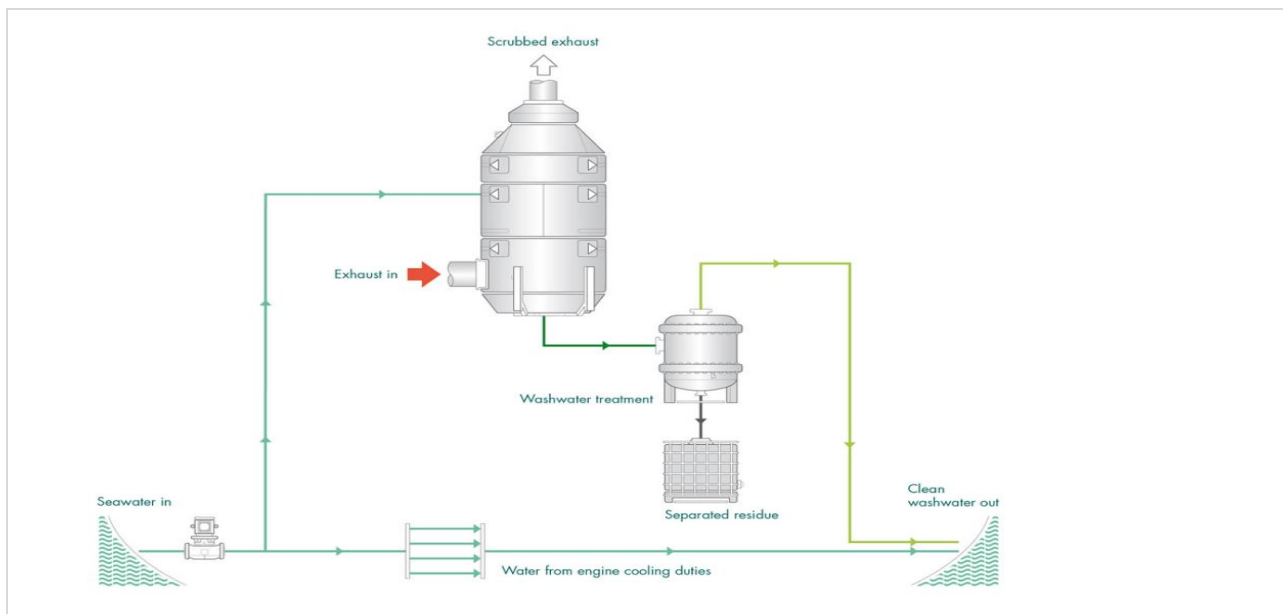 Scrubbed exhaust
Exhaust in
Washwater treatment
Seawater in
Separated residue
Clean
washwater out
Water from engine cooling duties